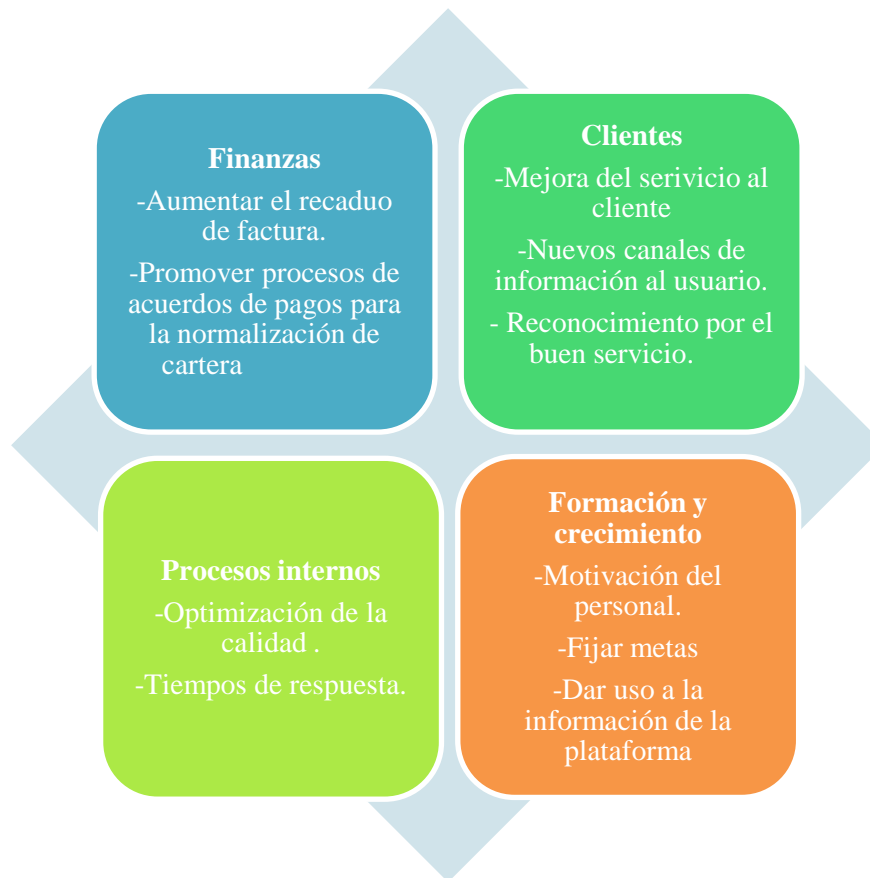 Finanzas
-Aumentar el recaduo
de factura.
-Promover procesos de
acuerdos de pagos para
la normalización de
cartera
Clientes
-Mejora del serivicio al
cliente
-Nuevos canales de
información al usuario.
- Reconocimiento por el
buen servicio.
Procesos internos
-Optimización de la
calidad .
-Tiempos de respuesta.
Formación y
crecimiento
-Motivación del
personal.
-Fijar metas
-Dar uso a la
información de la
plataforma